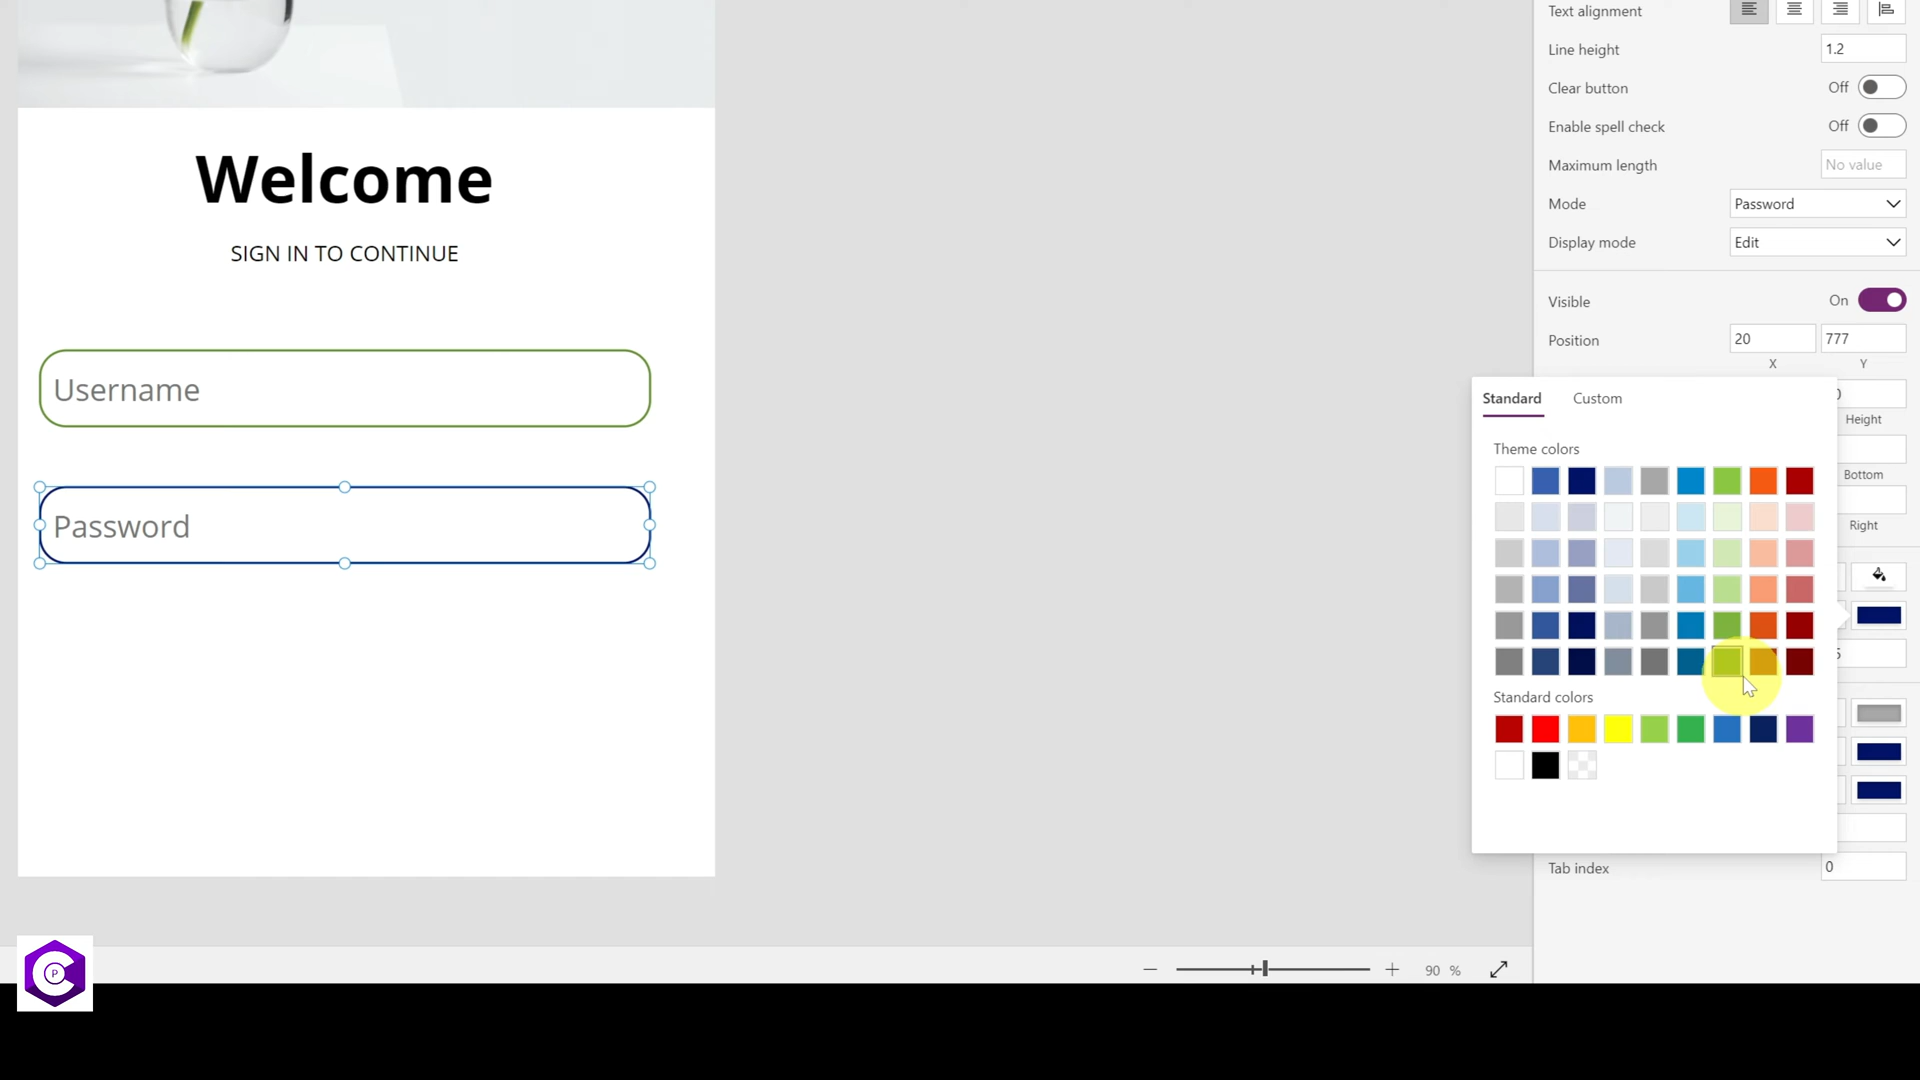 Welcome
SIGN IN TO CONTINUE
Username
Password
Text alignment
Line height 1.2
Clear button Off
Enable spell check Off
Maximum length No value
Mode Password
Display mode Edit
Visible On
Position 20 777
X Y
Standard Custom
Height
Theme colors
Bottom
Right
Standard colors
Tab index 0
90 %
C P